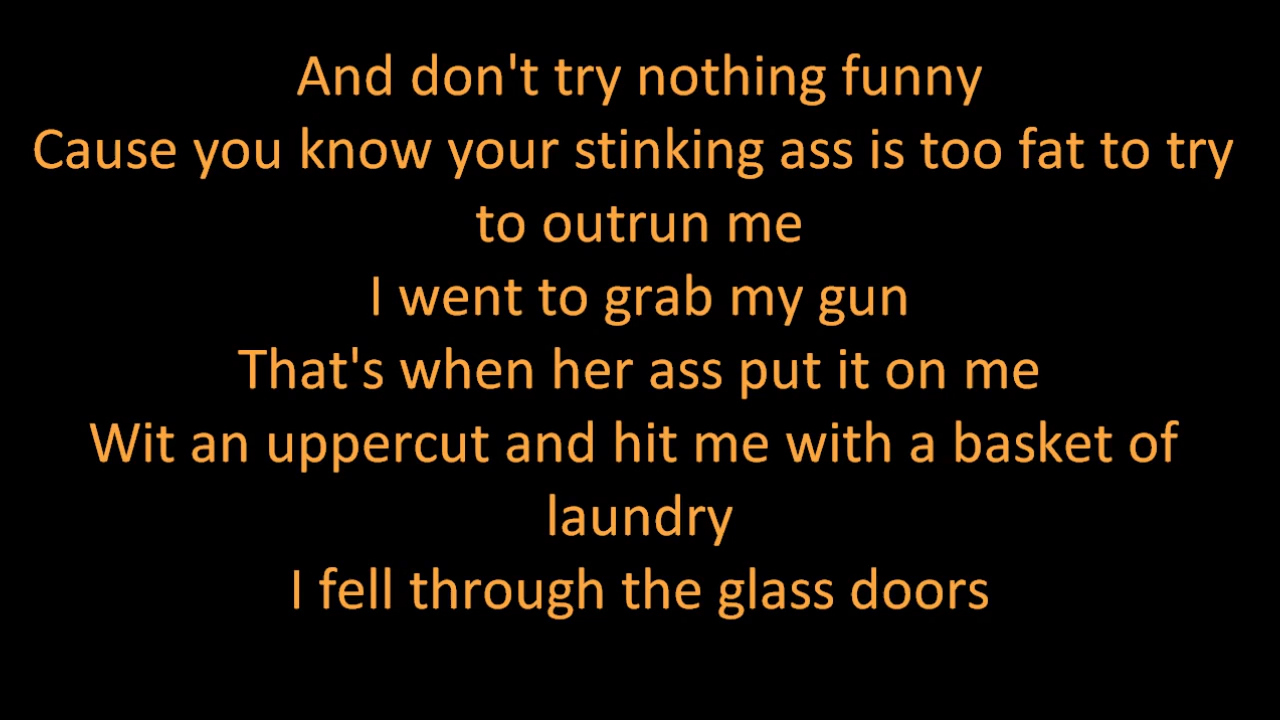 And don't try nothing funny
Cause you know your stinking ass is too fat to try
to outrun me
I went to grab my gun
That's when her ass put it on me
Wit an uppercut and hit me with a basket of
laundry
I fell through the glass doors